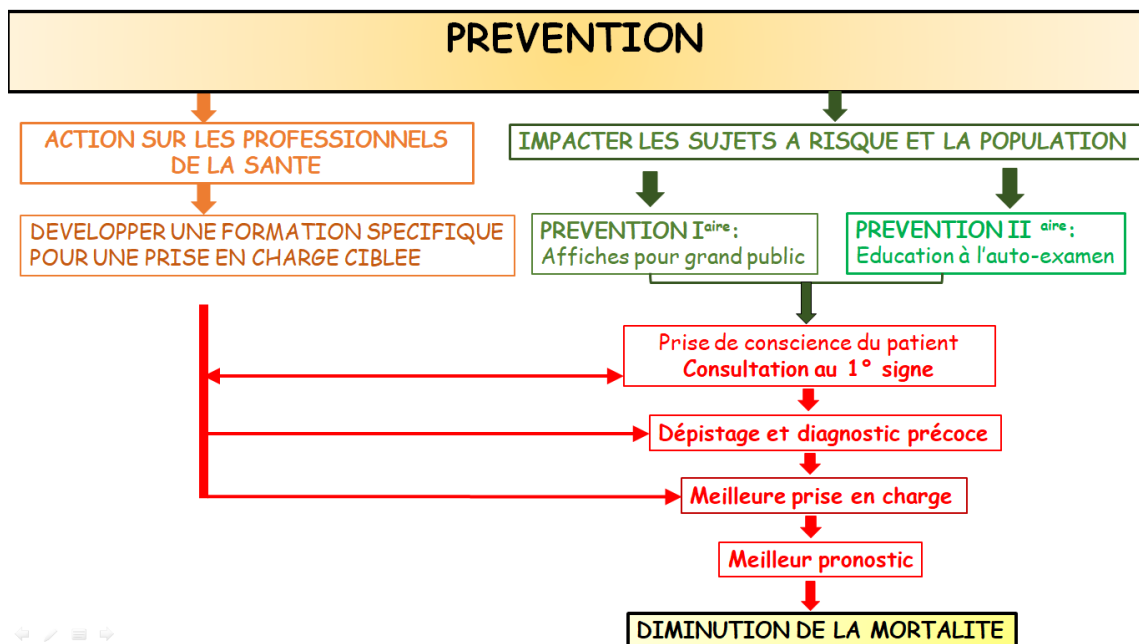 PREVENTION
ACTION SUR LES PROFESSIONNELS
DE LA SANTE
IMPACTER LES SUJETS A RISQUE ET LA POPULATION
DEVELOPPER UNE FORMATION SPECIFIQUE
POUR UNE PRISE EN CHARGE CIBLEE
PREVENTION Iaire:
Affiches pour grand public
PREVENTION II aire:
Education à l'auto-examen
Prise de conscience du patient
Consultation au 1° signe
Dépistage et diagnostic précoce
Meilleure prise en charge
Meilleur pronostic
DIMINUTION DE LA MORTALITE